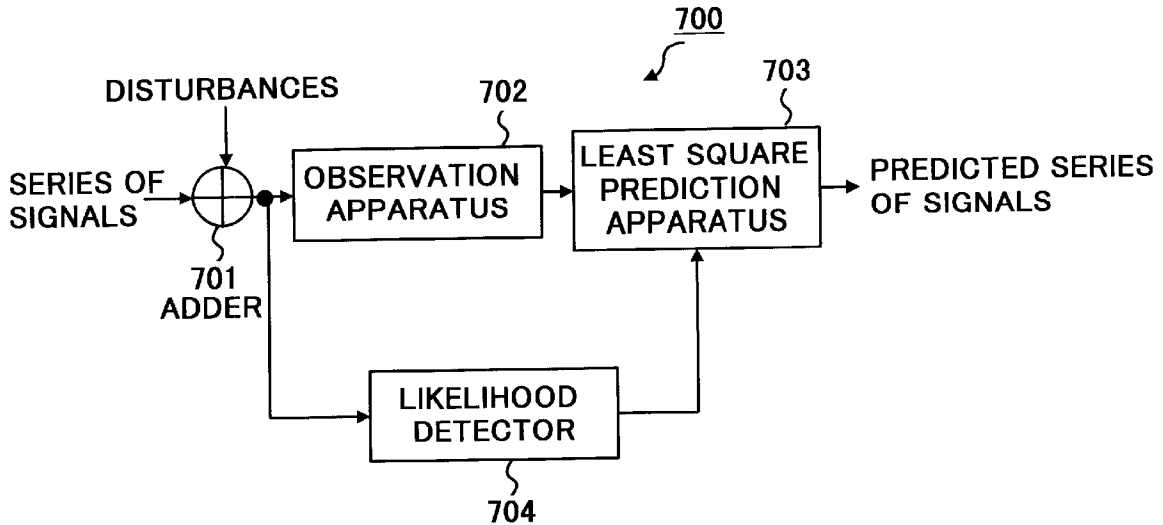 700
DISTURBANCES
702
703
SERIES OF
SIGNALS
OBSERVATION
APPARATUS
LEAST SQUARE
PREDICTION
APPARATUS
PREDICTED SERIES
OF SIGNALS
701
ADDER
LIKELIHOOD
DETECTOR
704